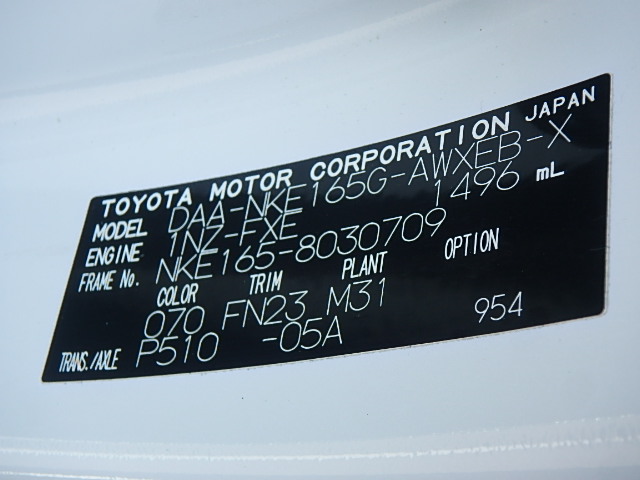 TOYOTA MOTOR CORPORATION JAPAN
MODEL DAA-NKE165G-AWXEB-X
ENGINE 1NZ-FXE 1496 mL
FRAME No. NKE165-8030709
COLOR TRIM PLANT OPTION
070 FN23 M31
TRANS./AXLE P510 -05A 954